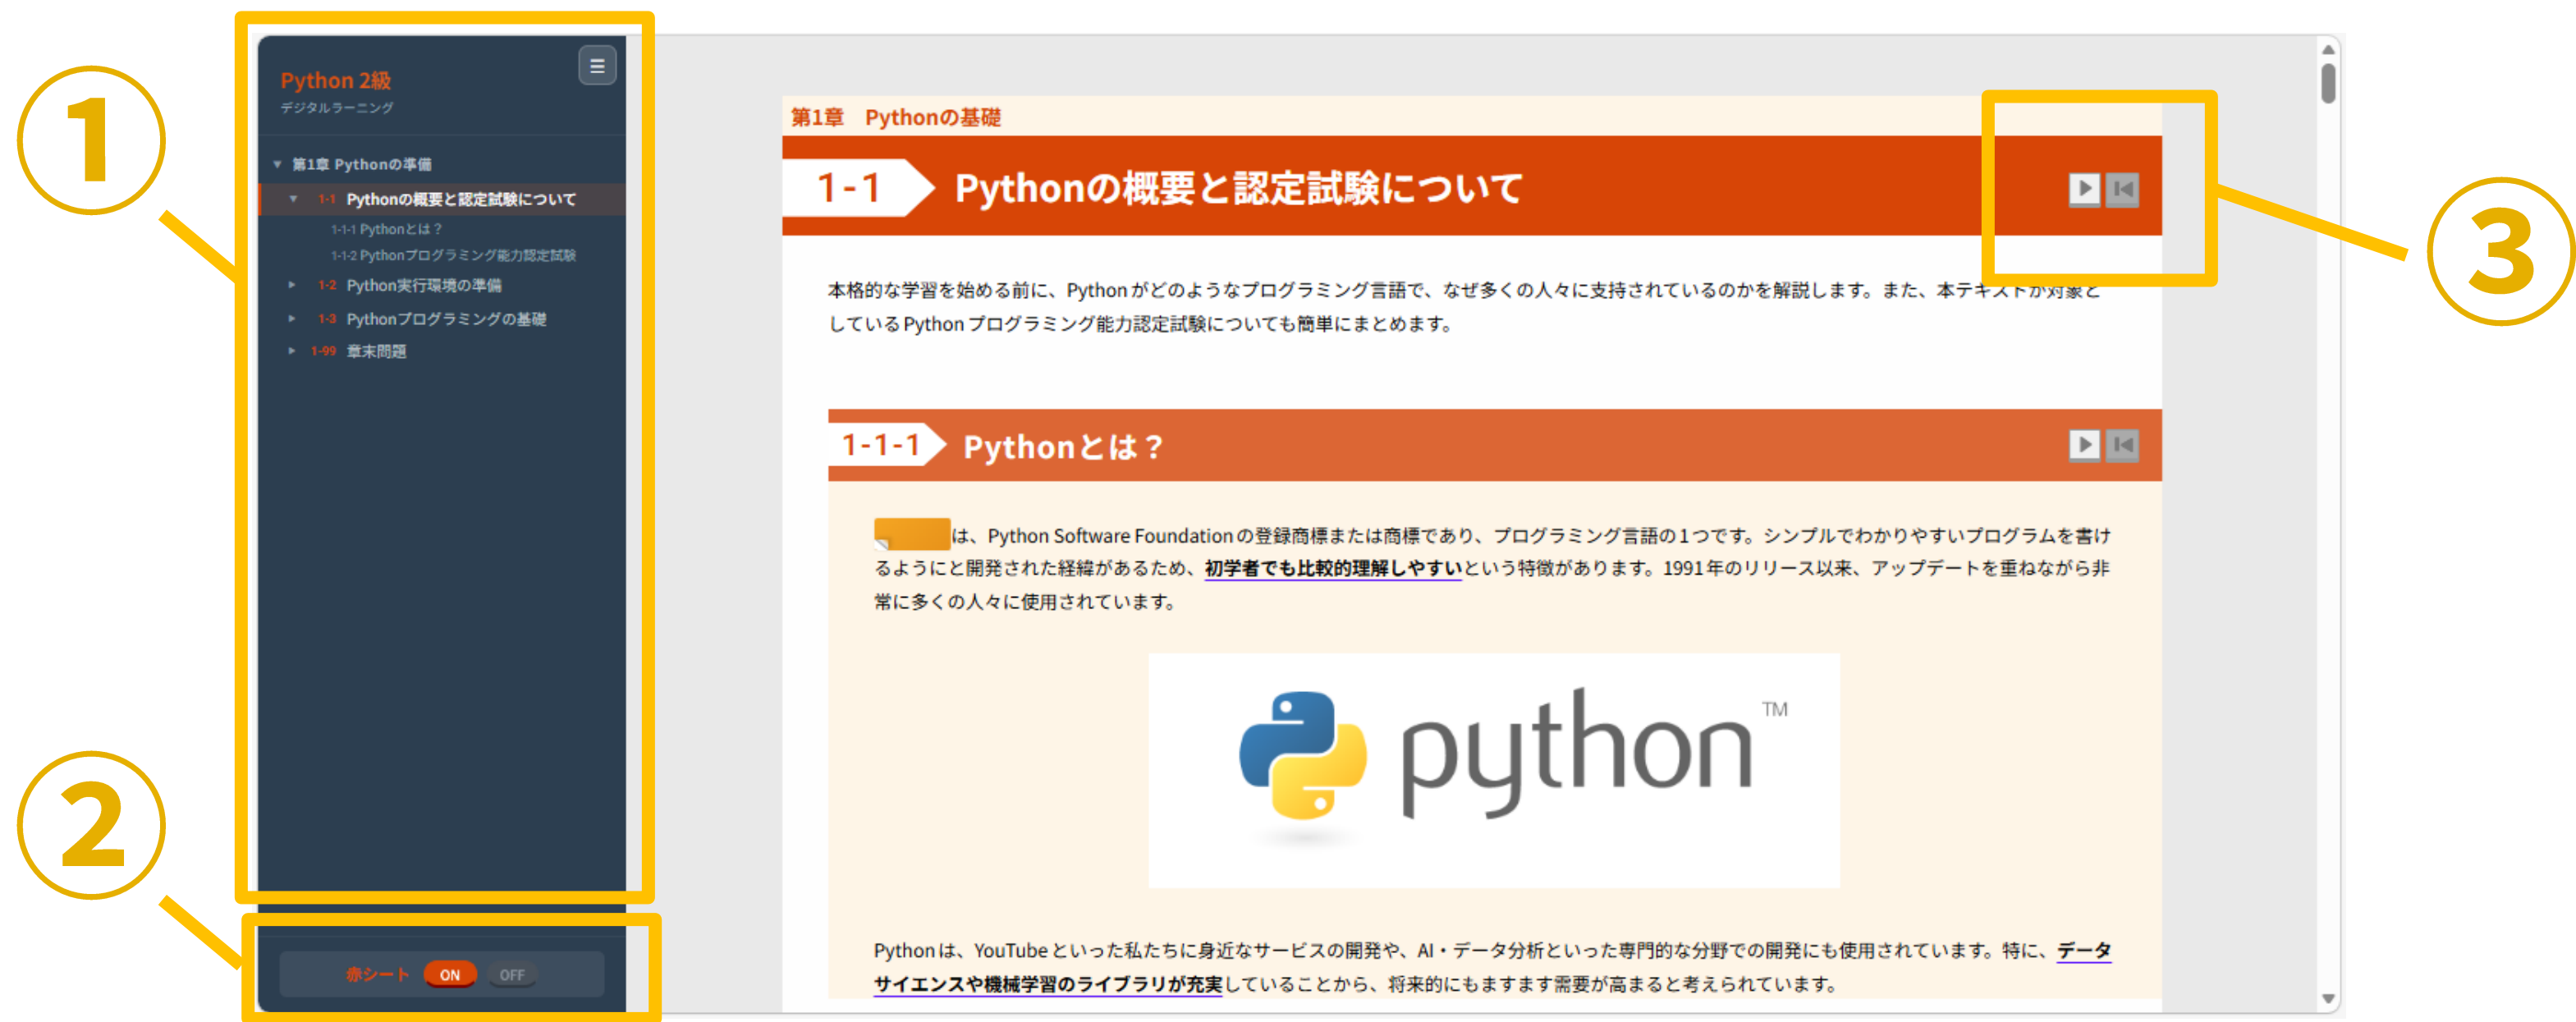 ①
Python 2級
デジタルラーニング
第1章 Pythonの準備
1-1 Pythonの概要と認定試験について
1-1-1 Pythonとは？
1-1-2 Pythonプログラミング能力認定試験
1-2 Python実行環境の準備
1-3 Pythonプログラミングの基礎
1-99 章末問題
②
赤シート ON OFF
第1章 Pythonの基礎
1-1 Pythonの概要と認定試験について
③
本格的な学習を始める前に、Pythonがどのようなプログラミング言語で、なぜ多くの人々に支持されているのかを解説します。また、本テキストが対象と
しているPythonプログラミング能力認定試験についても簡単にまとめます。
1-1-1 Pythonとは？
は、Python Software Foundationの登録商標または商標であり、プログラミング言語の1つです。シンプルでわかりやすいプログラムを書け
るようにと開発された経緯があるため、初学者でも比較的理解しやすいという特徴があります。1991年のリリース以来、アップデートを重ねながら非
常に多くの人々に使用されています。
python™
Pythonは、YouTubeといった私たちに身近なサービスの開発や、AI・データ分析といった専門的な分野での開発にも使用されています。特に、データ
サイエンスや機械学習のライブラリが充実していることから、将来的にもますます需要が高まると考えられています。